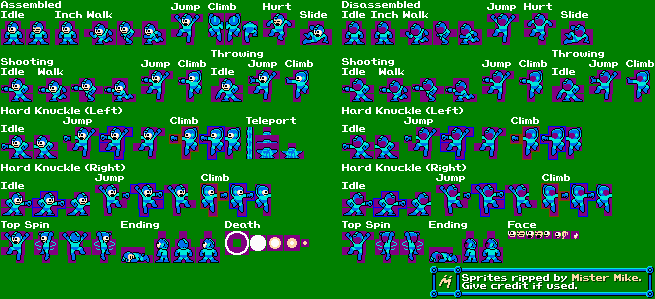 Assembled
Idle Inch Walk Jump Climb Hurt Slide
Disassembled
Idle Inch Walk Jump Hurt Slide
Shooting Throwing
Idle Walk Jump Climb Idle Jump Climb
Shooting Throwing
Idle Walk Jump Climb Idle Jump Climb
Hard Knuckle (Left)
Idle Jump Climb Teleport
Hard Knuckle (Left)
Idle Jump Climb
Hard Knuckle (Right)
Idle Jump Climb
Hard Knuckle (Right)
Idle Jump Climb
Top Spin Ending Death
Top Spin Ending Face
M
Sprites ripped by Mister Mike.
Give credit if used.